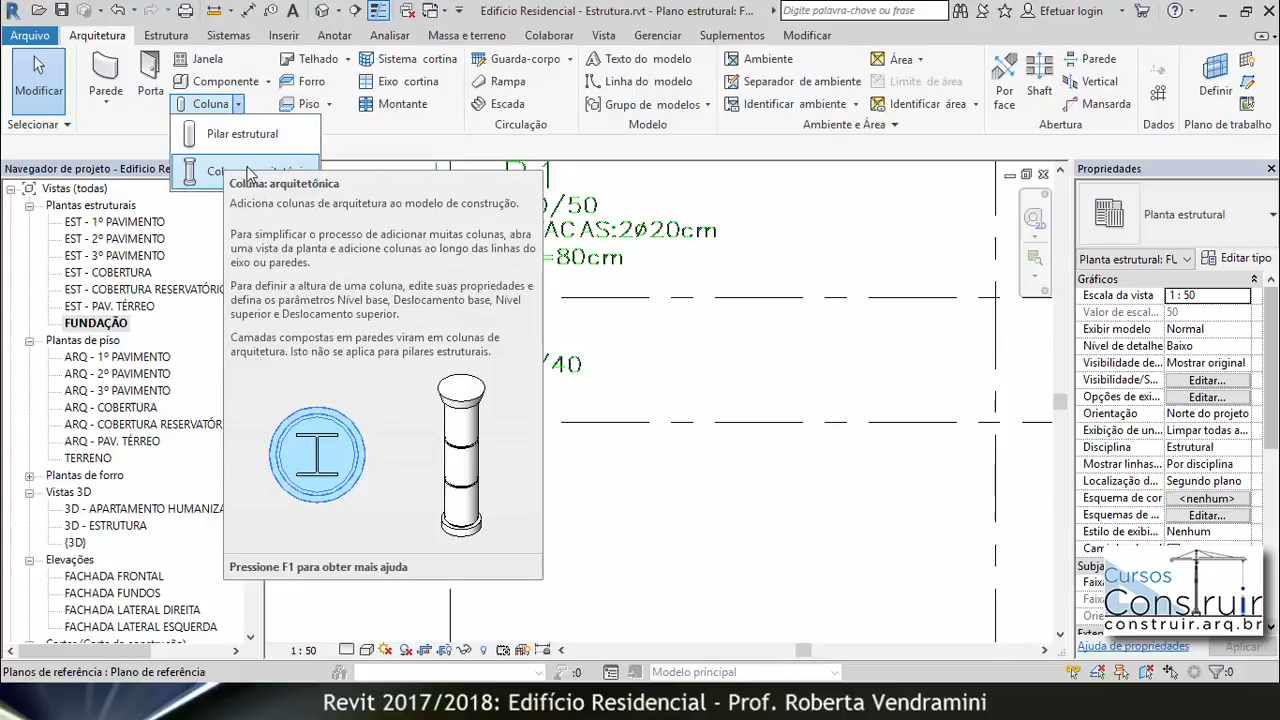 Edifício Residencial - Estrutura.rvt - Plano estrutural: F...
Digite palavra-chave ou frase
Efetuar login
Arquivo Arquitetura Estrutura Sistemas Inserir Anotar Analisar Massa e terreno Colaborar Vista Gerenciar Suplementos Modificar
Modificar
Selecionar
Parede
Porta
Janela
Componente
Coluna
Telhado
Forro
Piso
Sistema cortina
Eixo cortina
Montante
Guarda-corpo
Rampa
Escada
Circulação
Texto do modelo
Linha do modelo
Grupo de modelos
Modelo
Ambiente
Separador de ambiente
Identificar ambiente
Área
Limite de área
Identificar área
Ambiente e Área
Por face
Shaft
Parede
Vertical
Mansarda
Abertura
Dados
Definir
Plano de trabalho
Pilar estrutural
Coluna: arquitetônica
Adiciona colunas de arquitetura ao modelo de construção.
Para simplificar o processo de adicionar muitas colunas, abra
uma vista da planta e adicione colunas ao longo das linhas do
eixo ou paredes.
Para definir a altura de uma coluna, edite suas propriedades e
defina os parâmetros Nível base, Deslocamento base, Nível
superior e Deslocamento superior.
Camadas compostas em paredes viram em colunas de
arquitetura. Isto não se aplica para pilares estruturais.
Pressione F1 para obter mais ajuda
Navegador de projeto - Edifício Re
Vistas (todas)
Plantas estruturais
EST - 1º PAVIMENTO
EST - 2º PAVIMENTO
EST - 3º PAVIMENTO
EST - COBERTURA
EST - COBERTURA RESERVATÓRIO
EST - PAV. TÉRREO
FUNDAÇÃO
Plantas de piso
ARQ - 1º PAVIMENTO
ARQ - 2º PAVIMENTO
ARQ - 3º PAVIMENTO
ARQ - COBERTURA
ARQ - COBERTURA RESERVATÓR
ARQ - PAV. TÉRREO
TERRENO
Plantas de forro
Vistas 3D
3D - APARTAMENTO HUMANIZA
3D - ESTRUTURA
{3D}
Elevações
FACHADA FRONTAL
FACHADA FUNDOS
FACHADA LATERAL DIREITA
FACHADA LATERAL ESQUERDA
0/50
ACAS:2ø20cm
=80cm
/40
Propriedades
Planta estrutural
Planta estrutural: FU
Editar tipo
Gráficos
Escala da vista 1 : 50
Valor de escal... 50
Exibir modelo Normal
Nível de detalhe Baixo
Visibilidade de... Mostrar original
Visibilidade/S... Editar...
Opções de exi... Editar...
Orientação Norte do projeto
Exibição de un... Limpar todas a...
Disciplina Estrutural
Mostrar linhas... Por disciplina
Localização d... Segundo plano
Esquema de cor <nenhum>
Esquemas de ... Editar...
Estilo de exibi... Nenhum
Cursos
Construir
construir.arq.br
Ajuda de propriedades
Aplicar
1 : 50
Planos de referência : Plano de referência
:0
Modelo principal
:0
Revit 2017/2018: Edifício Residencial - Prof. Roberta Vendramini